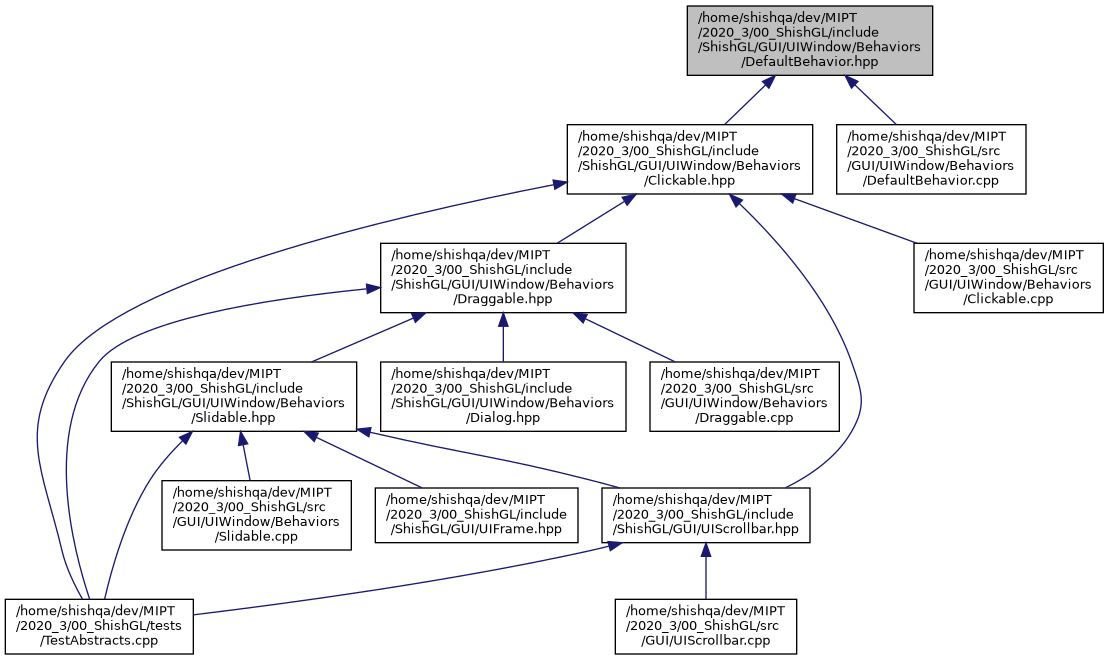 /home/shishqa/dev/MIPT
/2020_3/00_ShishGL/include
/ShishGL/GUI/UIWindow/Behaviors
/DefaultBehavior.hpp
/home/shishqa/dev/MIPT
/2020_3/00_ShishGL/include
/ShishGL/GUI/UIWindow/Behaviors
/Clickable.hpp
/home/shishqa/dev/MIPT
/2020_3/00_ShishGL/src
/GUI/UIWindow/Behaviors
/DefaultBehavior.cpp
/home/shishqa/dev/MIPT
/2020_3/00_ShishGL/include
/ShishGL/GUI/UIWindow/Behaviors
/Draggable.hpp
/home/shishqa/dev/MIPT
/2020_3/00_ShishGL/src
/GUI/UIWindow/Behaviors
/Clickable.cpp
/home/shishqa/dev/MIPT
/2020_3/00_ShishGL/include
/ShishGL/GUI/UIWindow/Behaviors
/Slidable.hpp
/home/shishqa/dev/MIPT
/2020_3/00_ShishGL/include
/ShishGL/GUI/UIWindow/Behaviors
/Dialog.hpp
/home/shishqa/dev/MIPT
/2020_3/00_ShishGL/src
/GUI/UIWindow/Behaviors
/Draggable.cpp
/home/shishqa/dev/MIPT
/2020_3/00_ShishGL/src
/GUI/UIWindow/Behaviors
/Slidable.cpp
/home/shishqa/dev/MIPT
/2020_3/00_ShishGL/include
/ShishGL/GUI/UIFrame.hpp
/home/shishqa/dev/MIPT
/2020_3/00_ShishGL/include
/ShishGL/GUI/UIScrollbar.hpp
/home/shishqa/dev/MIPT
/2020_3/00_ShishGL/tests
/TestAbstracts.cpp
/home/shishqa/dev/MIPT
/2020_3/00_ShishGL/src
/GUI/UIScrollbar.cpp